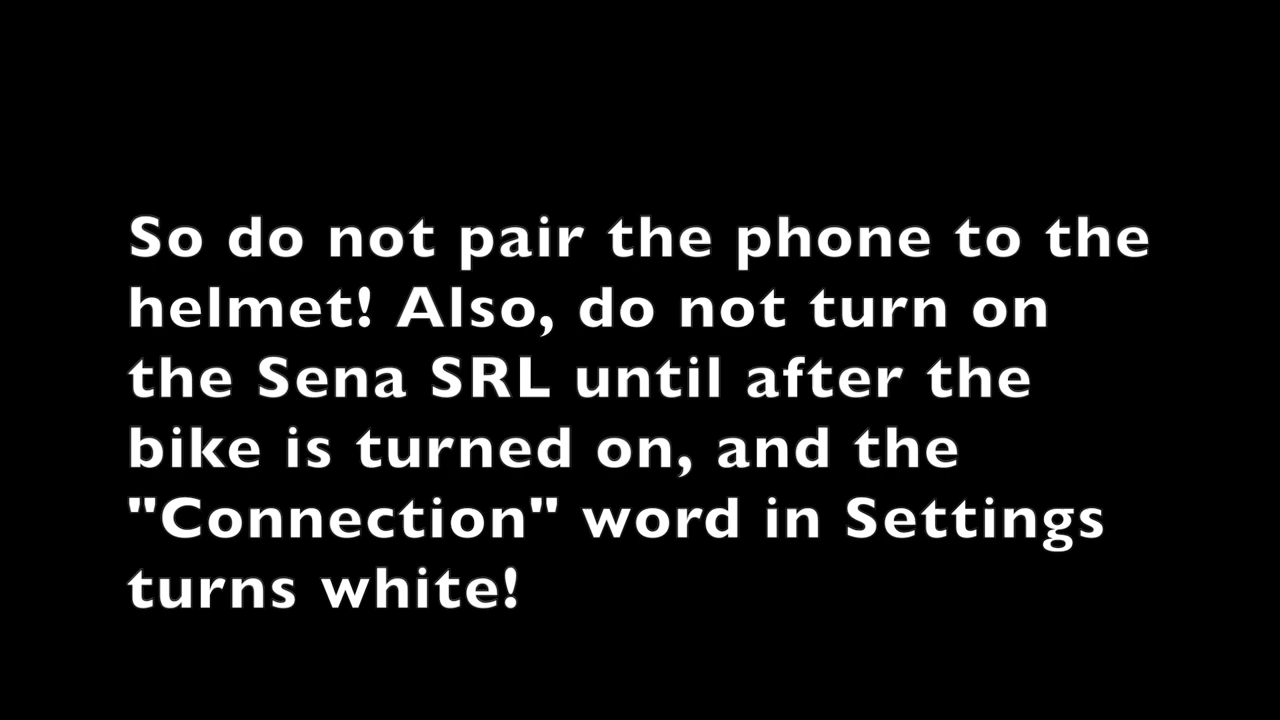 So do not pair the phone to the
helmet! Also, do not turn on
the Sena SRL until after the
bike is turned on, and the
"Connection" word in Settings
turns white!